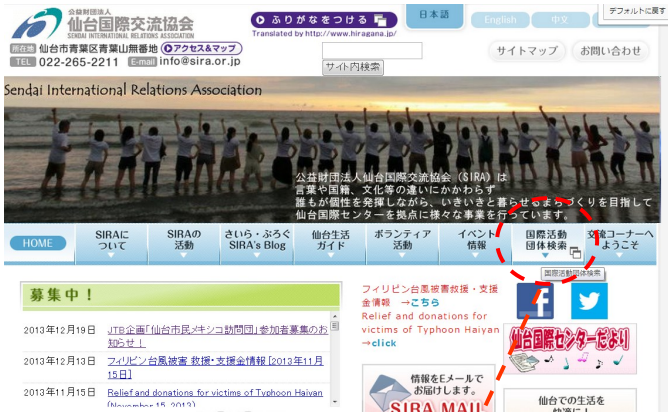 公益財団法人
仙台国際交流協会
SENDAI INTERNATIONAL RELATIONS ASSOCIATION
ふりがなをつける
Translated by http://www.hiragana.jp/
日本語
English
中文
デフォルトに戻す
所在地 仙台市青葉区青葉山無番地 アクセス&マップ
TEL 022-265-2211 E-mail info@sira.or.jp
サイト内検索
サイトマップ
お問い合わせ
Sendai International Relations Association
公益財団法人仙台国際交流協会（SIRA）は
言葉や国籍、文化等の違いにかかわらず
誰もが個性を発揮しながら、いきいきと暮らせるまちづくりを目指して
仙台国際センターを拠点に様々な事業を行っています。
HOME
SIRAに
ついて
SIRAの
活動
さいら・ぶろぐ
SIRA's Blog
仙台生活
ガイド
ボランティア
活動
イベント
情報
国際活動
団体検索
交流コーナーへ
ようこそ
国際活動団体検索
募集中！
2013年12月19日 JTB企画「仙台市民メキシコ訪問団」参加者募集のお
知らせ！
2013年12月13日 フィリピン台風被害 救援・支援金情報 [2013年11月
15日]
2013年11月15日 Relief and donations for victims of Typhoon Haiyan
(November 15, 2013)
フィリピン台風被害救援・支援
金情報 →こちら
Relief and donations for
victims of Typhoon Haiyan
→click
情報をEメールで
お届けします。
SIRA MAIL
仙台国際センターだより
仙台での生活を
快適に！